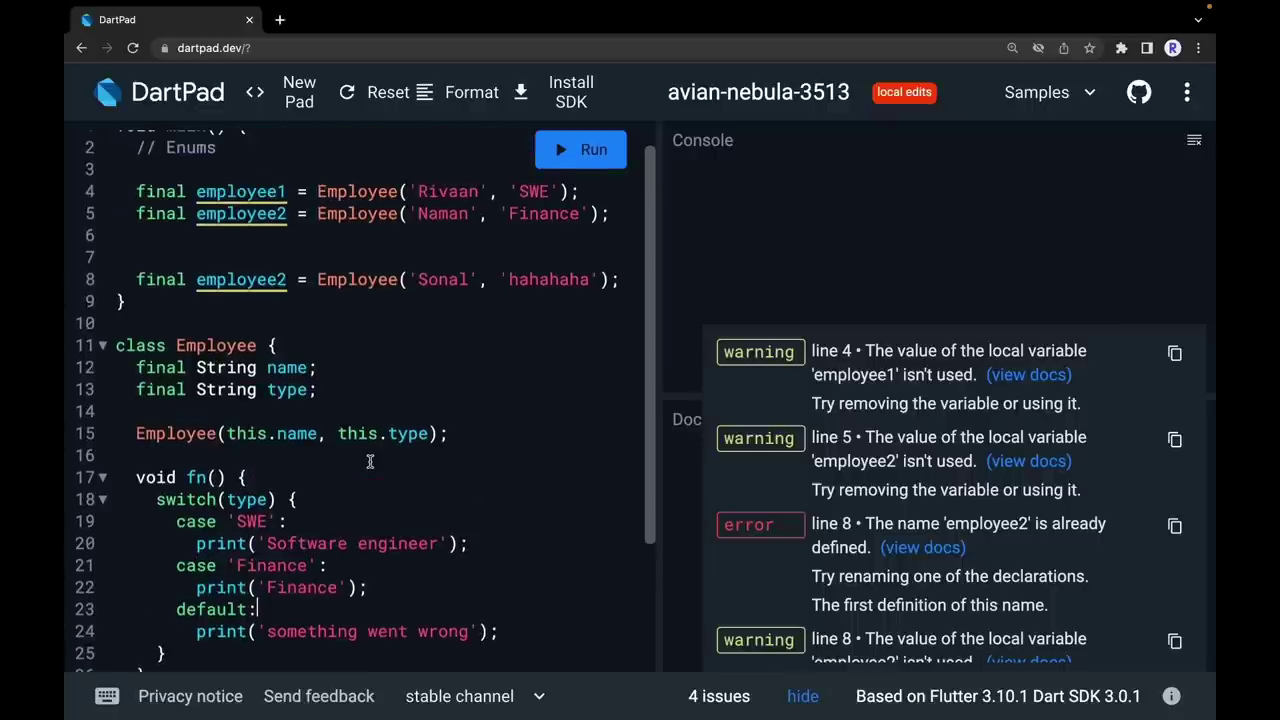 DartPad
dartpad.dev/?
R
DartPad
<> New Pad
Reset
Format
Install SDK
avian-nebula-3513
local edits
Samples
2 // Enums
Run
3
4 final employee1 = Employee('Rivaan', 'SWE');
5 final employee2 = Employee('Naman', 'Finance');
6
7
8 final employee2 = Employee('Sonal', 'hahahaha');
9 }
10
11 class Employee {
12 final String name;
13 final String type;
14
15 Employee(this.name, this.type);
16
17 void fn() {
18 switch(type) {
19 case 'SWE':
20 print('Software engineer');
21 case 'Finance':
22 print('Finance');
23 default:
24 print('something went wrong');
25 }
Console
Doc
warning line 4 • The value of the local variable
'employee1' isn't used. (view docs)
Try removing the variable or using it.
warning line 5 • The value of the local variable
'employee2' isn't used. (view docs)
Try removing the variable or using it.
error line 8 • The name 'employee2' is already
defined. (view docs)
Try renaming one of the declarations.
The first definition of this name.
warning line 8 • The value of the local variable
'employee2' isn't used. (view docs)
Privacy notice
Send feedback
stable channel
4 issues
hide
Based on Flutter 3.10.1 Dart SDK 3.0.1